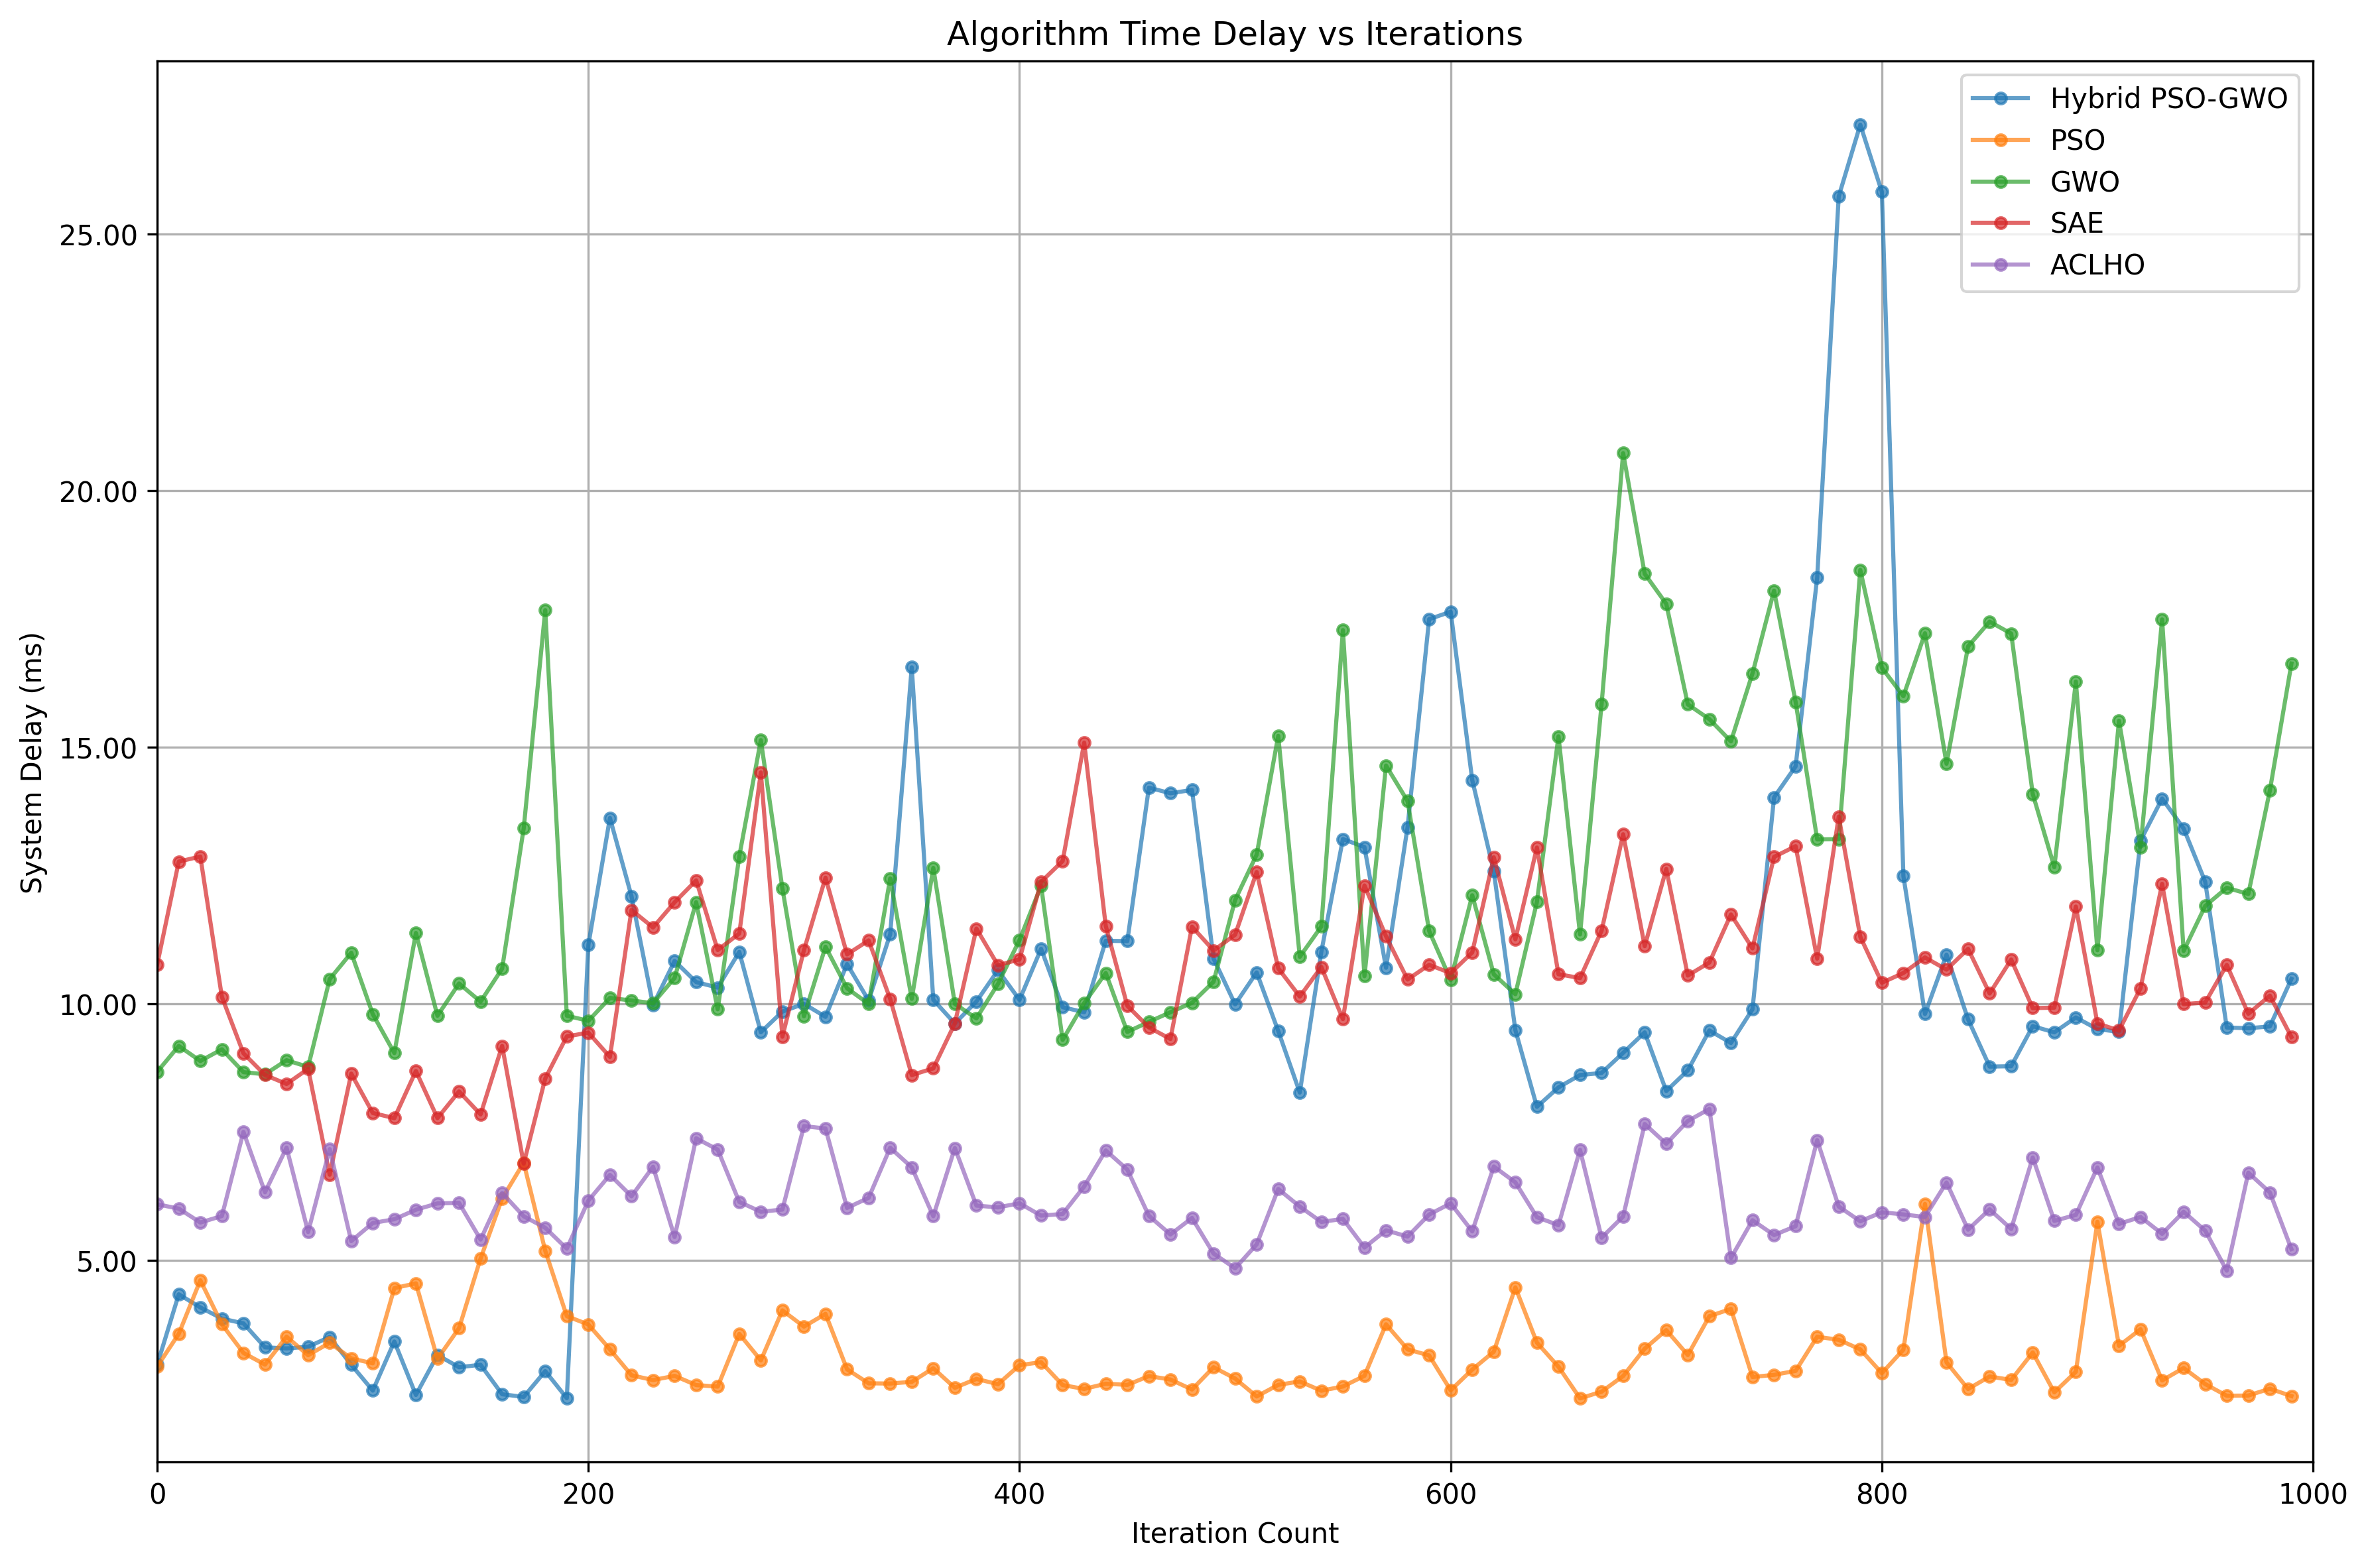 Algorithm Time Delay vs Iterations
Hybrid PSO-GWO
PSO
GWO
SAE
ACLHO
System Delay (ms)
25.00
20.00
15.00
10.00
5.00
0
200
400
600
800
1000
Iteration Count